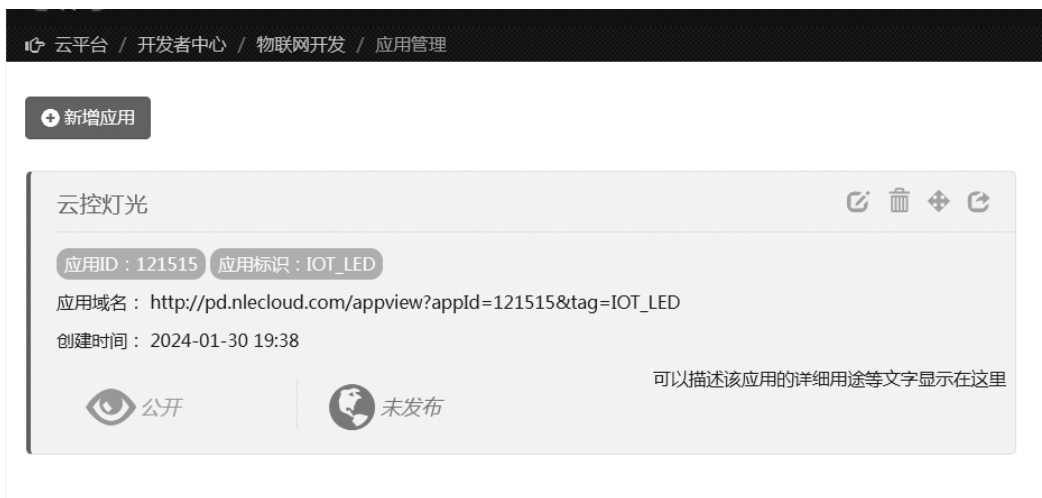 云平台 / 开发者中心 / 物联网开发 / 应用管理
新增应用
云控灯光
应用ID：121515 应用标识：IOT_LED
应用域名： http://pd.nlecloud.com/appview?appId=121515&tag=IOT_LED
创建时间： 2024-01-30 19:38
可以描述该应用的详细用途等文字显示在这里
公开 未发布